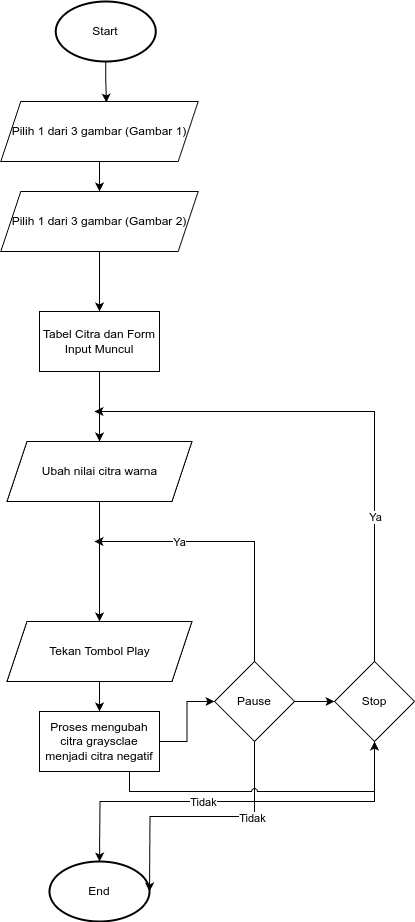 Start
Pilih 1 dari 3 gambar (Gambar 1)
Pilih 1 dari 3 gambar (Gambar 2)
Tabel Citra dan Form
Input Muncul
Ubah nilai citra warna
Ya
Ya
Tekan Tombol Play
Pause
Stop
Proses mengubah
citra graysclae
menjadi citra negatif
Tidak
Tidak
End